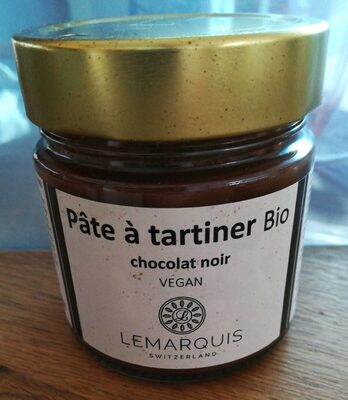 Pâte à tartiner Bio
chocolat noir
VEGAN
L
LEMARQUIS
SWITZERLAND